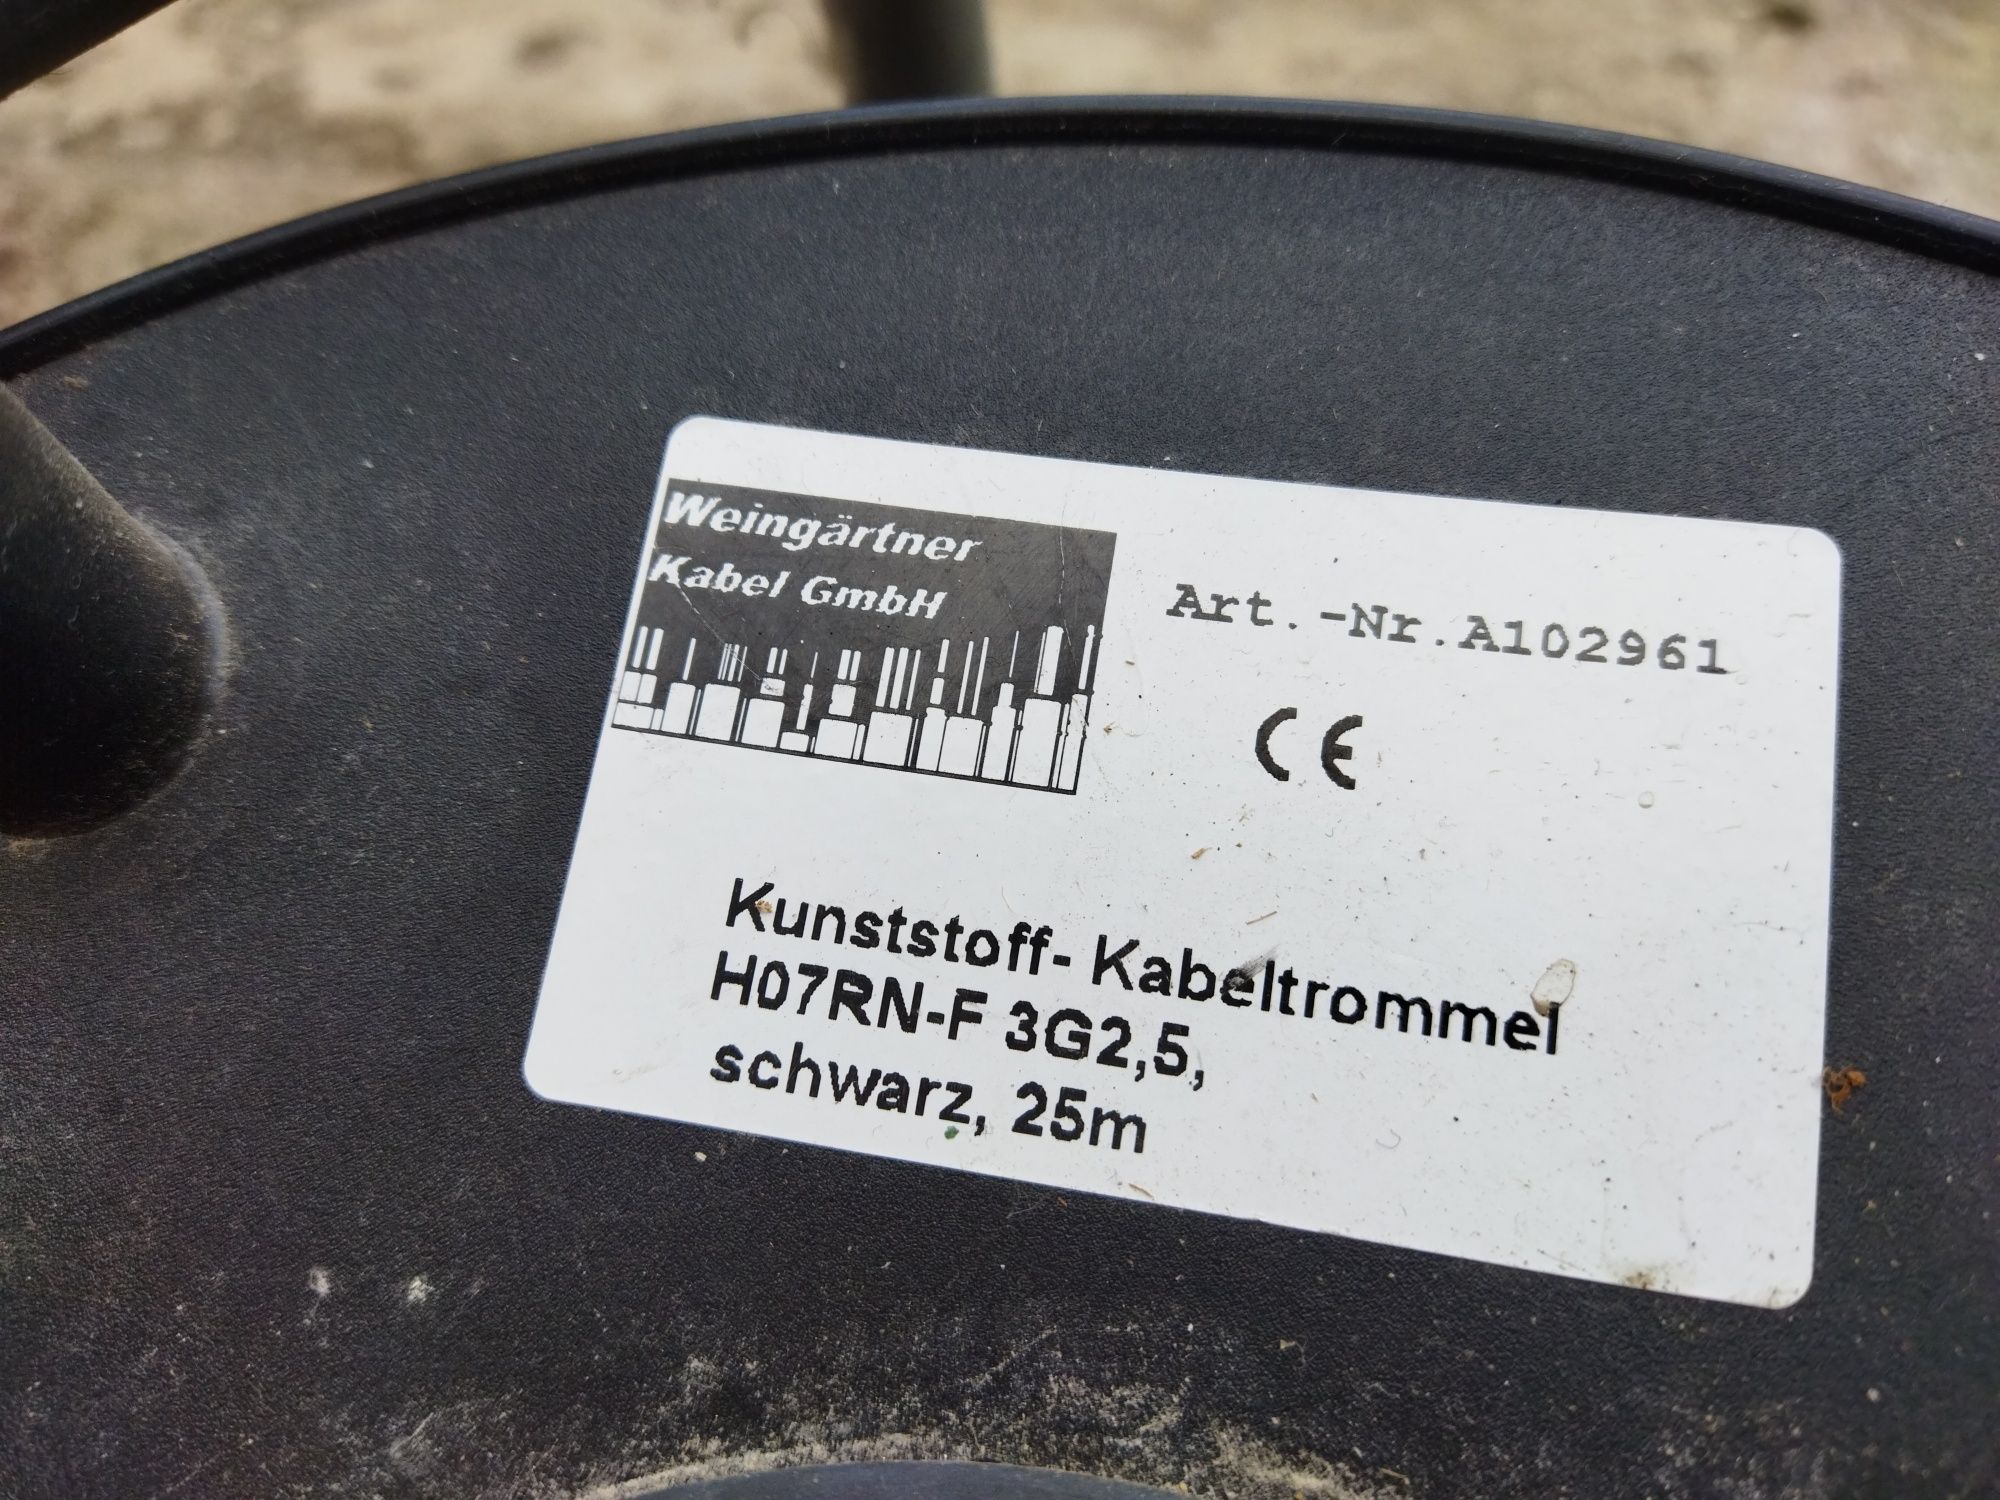 Weingärtner
Kabel GmbH
Art.-Nr.A102961
CE
Kunststoff-Kabeltrommel
H07RN-F 3G2,5,
schwarz, 25m